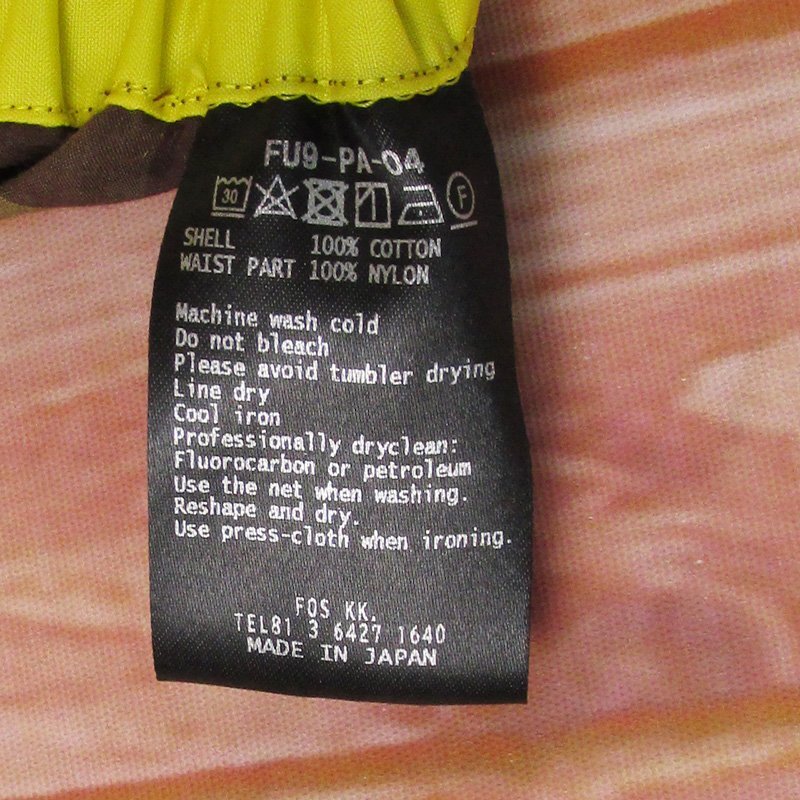 FU9-PA-04
30 F
SHELL 100% COTTON
WAIST PART 100% NYLON
Machine wash cold
Do not bleach
Please avoid tumbler drying
Line dry
Cool iron
Professionally dryclean:
Fluorocarbon or petroleum
Use the net when washing.
Reshape and dry.
Use press-cloth when ironing.
FOS KK.
TEL81 3 6427 1640
MADE IN JAPAN